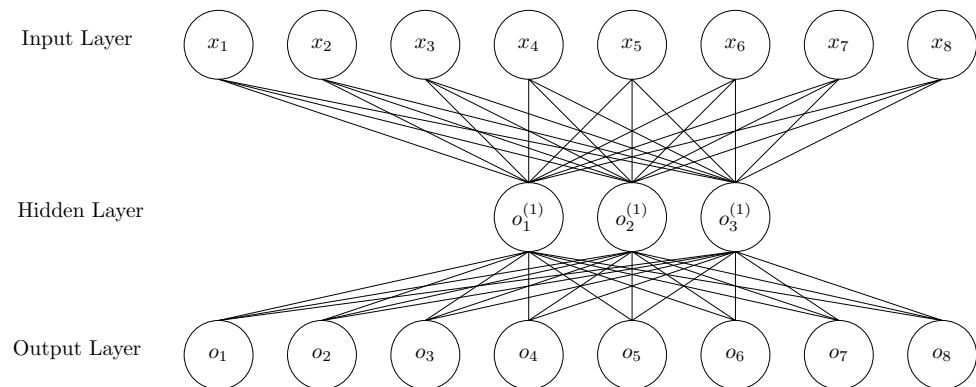 Input Layer x₁ x₂ x₃ x₄ x₅ x₆ x₇ x₈
Hidden Layer o₁⁽¹⁾ o₂⁽¹⁾ o₃⁽¹⁾
Output Layer o₁ o₂ o₃ o₄ o₅ o₆ o₇ o₈